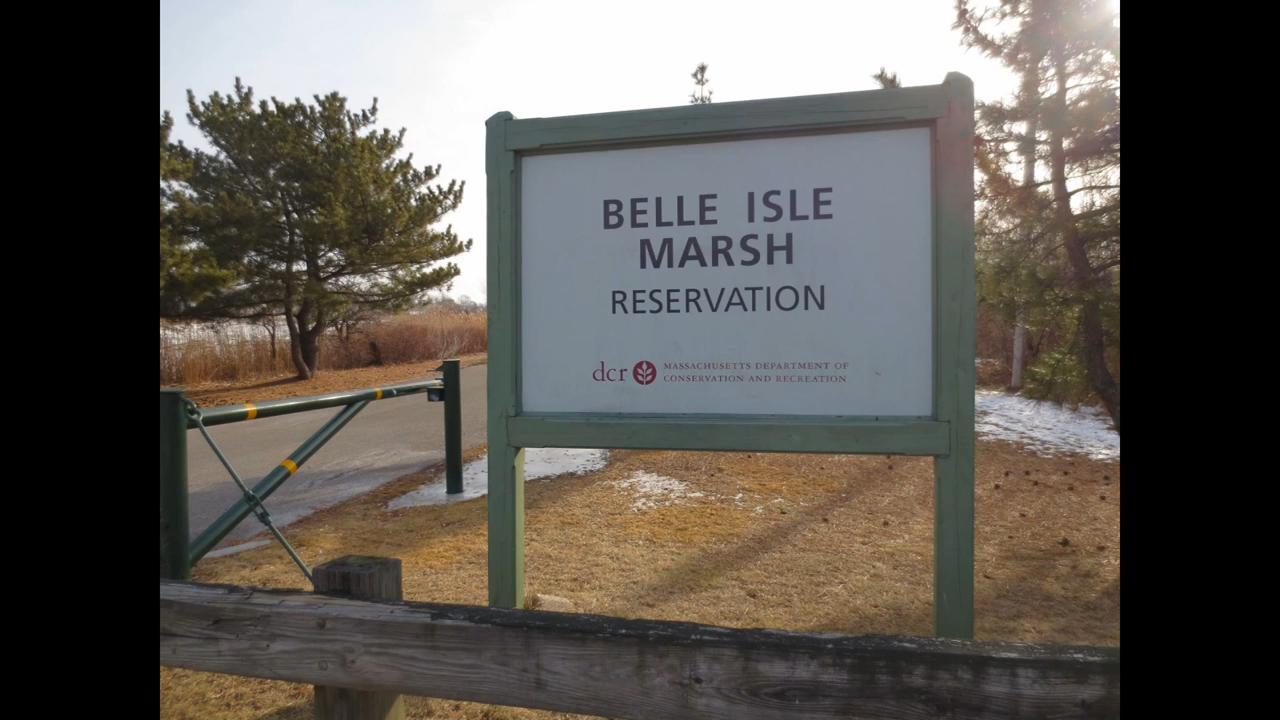 BELLE ISLE
MARSH
RESERVATION
dcr MASSACHUSETTS DEPARTMENT OF
CONSERVATION AND RECREATION